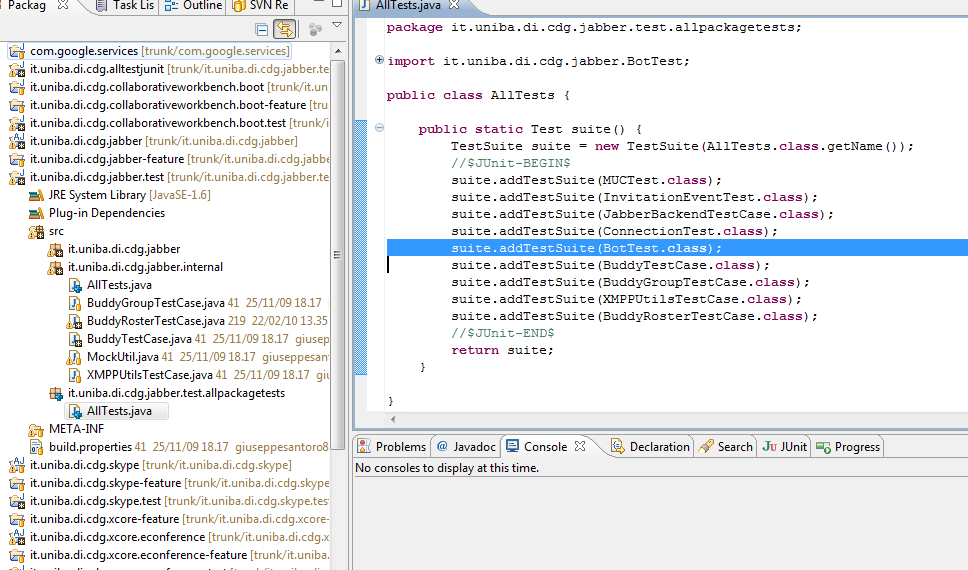 Packag
Task Lis
Outline
SVN Re
com.google.services [trunk/com.google.services]
it.uniba.di.cdg.alltestjunit [trunk/it.uniba.di.cdg.jabber.te
it.uniba.di.cdg.collaborativeworkbench.boot [trunk/it.un
it.uniba.di.cdg.collaborativeworkbench.boot-feature [tru
it.uniba.di.cdg.collaborativeworkbench.boot.test [trunk/i
it.uniba.di.cdg.jabber [trunk/it.uniba.di.cdg.jabber]
it.uniba.di.cdg.jabber-feature [trunk/it.uniba.di.cdg.jabbe
it.uniba.di.cdg.jabber.test [trunk/it.uniba.di.cdg.jabber.te
JRE System Library [JavaSE-1.6]
Plug-in Dependencies
src
it.uniba.di.cdg.jabber
it.uniba.di.cdg.jabber.internal
AllTests.java
BuddyGroupTestCase.java 41 25/11/09 18.17 giuseppe
BuddyRosterTestCase.java 219 22/02/10 13.35
BuddyTestCase.java 41 25/11/09 18.17 giusep
MockUtil.java 41 25/11/09 18.17 giuseppesant
XMPPUtilsTestCase.java 41 25/11/09 18.17 giu
it.uniba.di.cdg.jabber.test.allpackagetests
AllTests.java
META-INF
build.properties 41 25/11/09 18.17 giuseppesantoro8
it.uniba.di.cdg.skype [trunk/it.uniba.di.cdg.skype]
it.uniba.di.cdg.skype-feature [trunk/it.uniba.di.cdg.skype
it.uniba.di.cdg.skype.test [trunk/it.uniba.di.cdg.skype.tes
it.uniba.di.cdg.xcore-feature [trunk/it.uniba.di.cdg.xcore-
it.uniba.di.cdg.xcore.econference [trunk/it.uniba.di.cdg.x
it.uniba.di.cdg.xcore.econference-feature [trunk/it.uniba.
AllTests.java
package it.uniba.di.cdg.jabber.test.allpackagetests;
import it.uniba.di.cdg.jabber.BotTest;
public class AllTests {
public static Test suite() {
TestSuite suite = new TestSuite(AllTests.class.getName());
//$JUnit-BEGIN$
suite.addTestSuite(MUCTest.class);
suite.addTestSuite(InvitationEventTest.class);
suite.addTestSuite(JabberBackendTestCase.class);
suite.addTestSuite(ConnectionTest.class);
suite.addTestSuite(BotTest.class);
suite.addTestSuite(BuddyTestCase.class);
suite.addTestSuite(BuddyGroupTestCase.class);
suite.addTestSuite(XMPPUtilsTestCase.class);
suite.addTestSuite(BuddyRosterTestCase.class);
//$JUnit-END$
return suite;
}
}
Problems
@ Javadoc
Console
Declaration
Search
Ju JUnit
Progress
No consoles to display at this time.